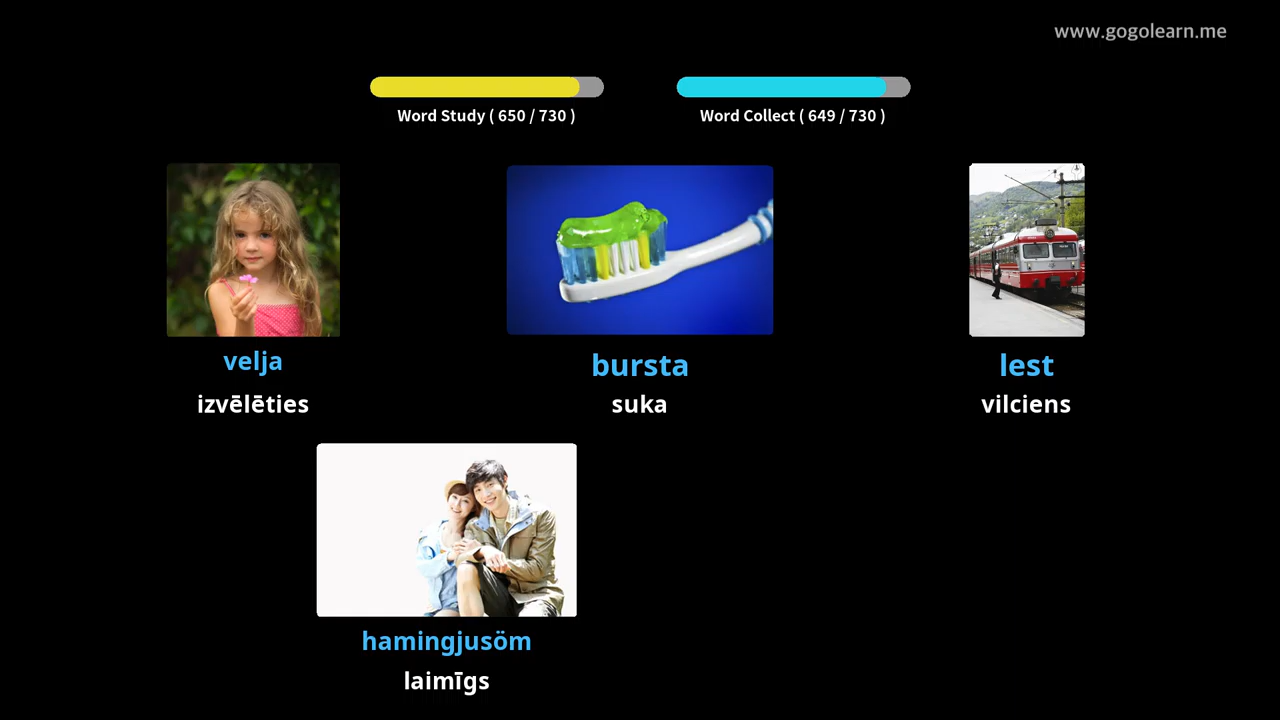 www.gogolearn.me
Word Study ( 650 / 730 )
Word Collect ( 649 / 730 )
velja
bursta
lest
izvēlēties
suka
vilciens
hamingjusöm
laimīgs